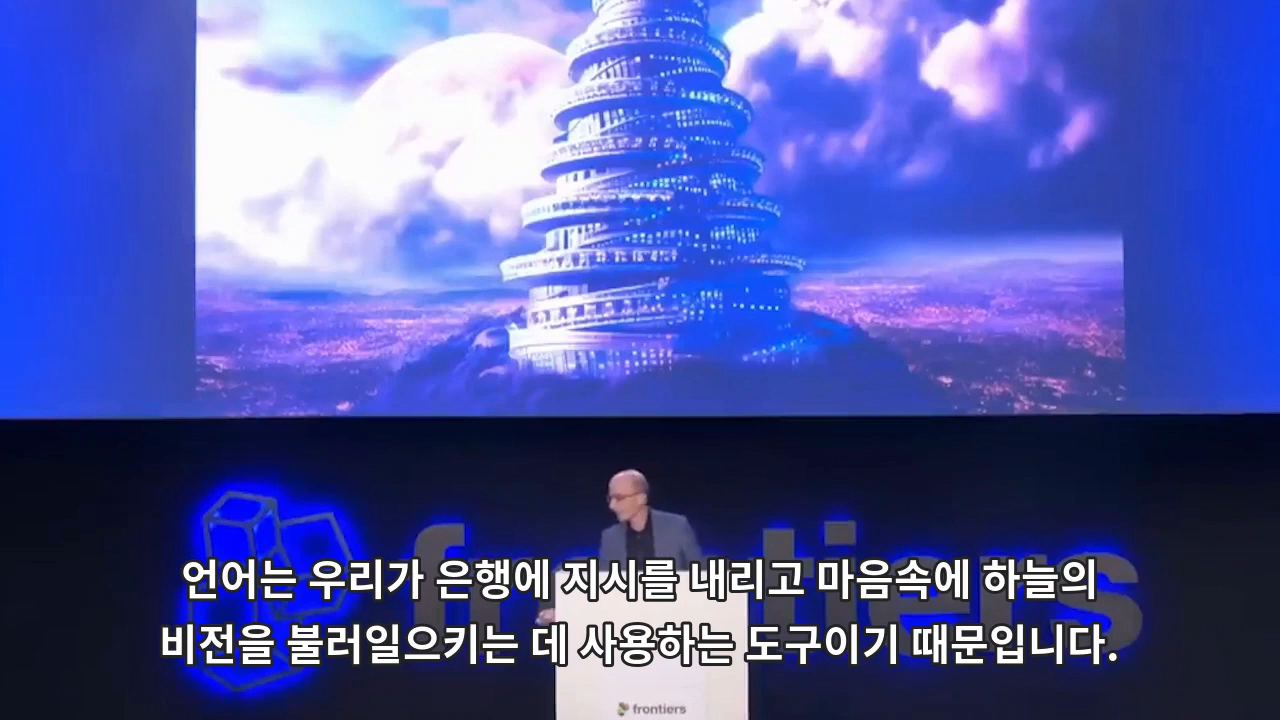 frontiers
언어는 우리가 은행에 지시를 내리고 마음속에 하늘의
비전을 불러일으키는 데 사용하는 도구이기 때문입니다.
frontiers